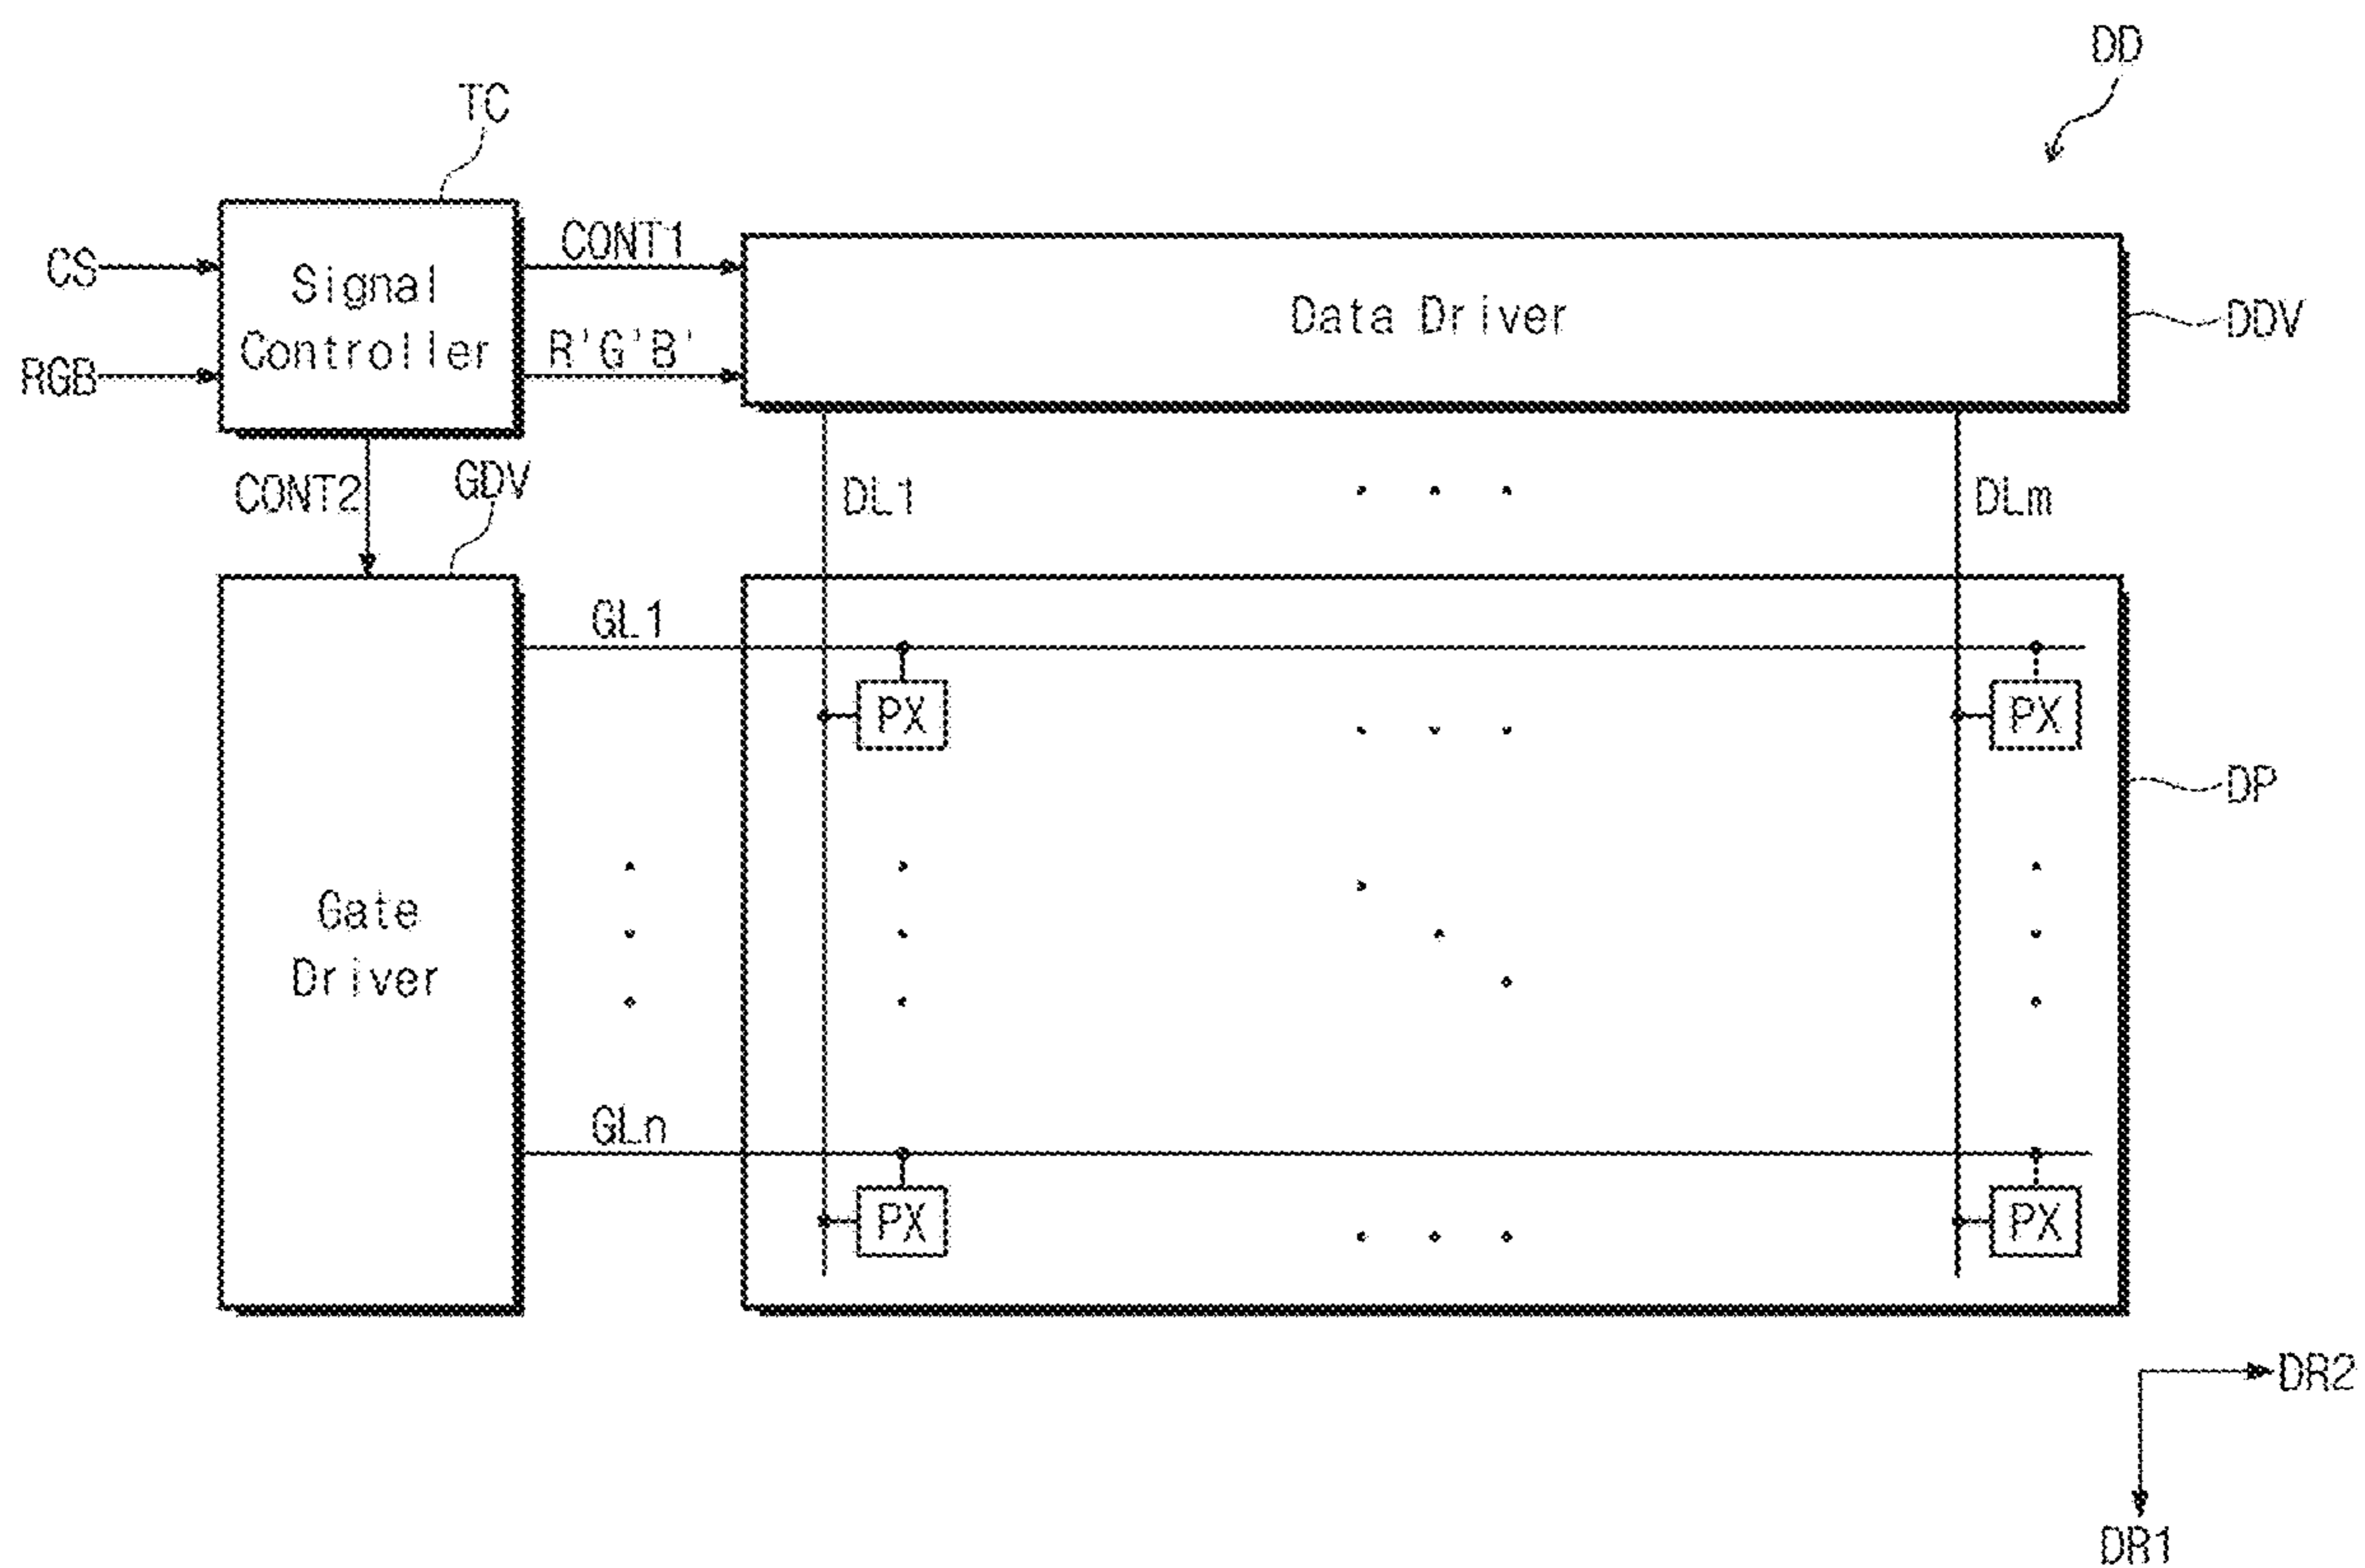 DD
TC
CS
RGB
Signal
Controller
CONT1
R'G'B'
Data Driver
DDV
CONT2
GDV
DL1
DLm
GL1
PX
PX
DP
Gate
Driver
GLn
PX
PX
DR2
DR1